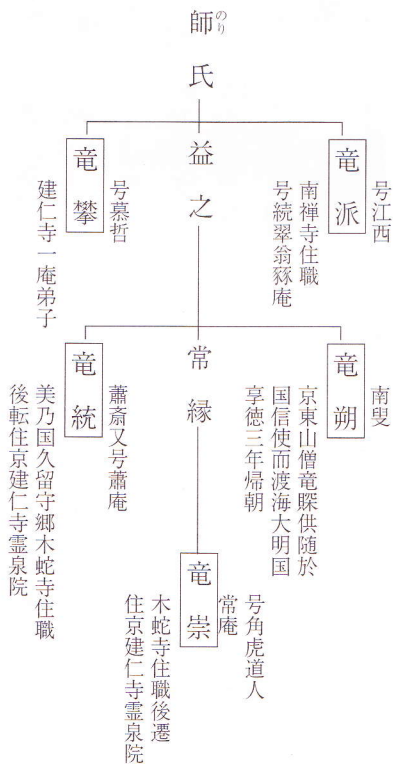 師氏
のり
竜派
号江西
南禅寺住職
号続翠翁豩庵
益之
竜攀
号慕哲
建仁寺一庵弟子
竜朔
南叟
京東山僧竜賝供随於
国信使而渡海大明国
享徳三年帰朝
常縁
竜統
蕭斎又号蕭庵
美乃国久留守郷木蛇寺住職
後転住京建仁寺霊泉院
竜崇
号角虎道人
常庵
木蛇寺住職後遷
住京建仁寺霊泉院